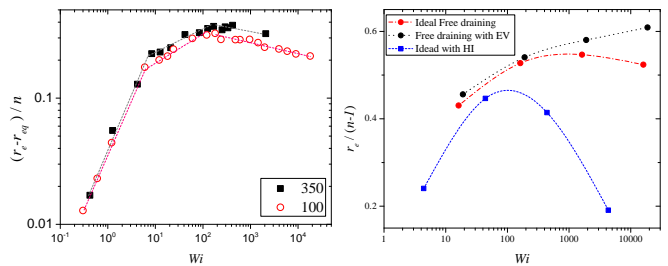 (r_e-r_eq) / n
0.1
0.01
350
100
10^-1
10^0
10^1
10^2
10^3
10^4
Wi
Ideal Free draining
Free draining with EV
Idead with HI
r_e / (n-1)
0.6
0.4
0.2
1
10
100
1000
10000
Wi